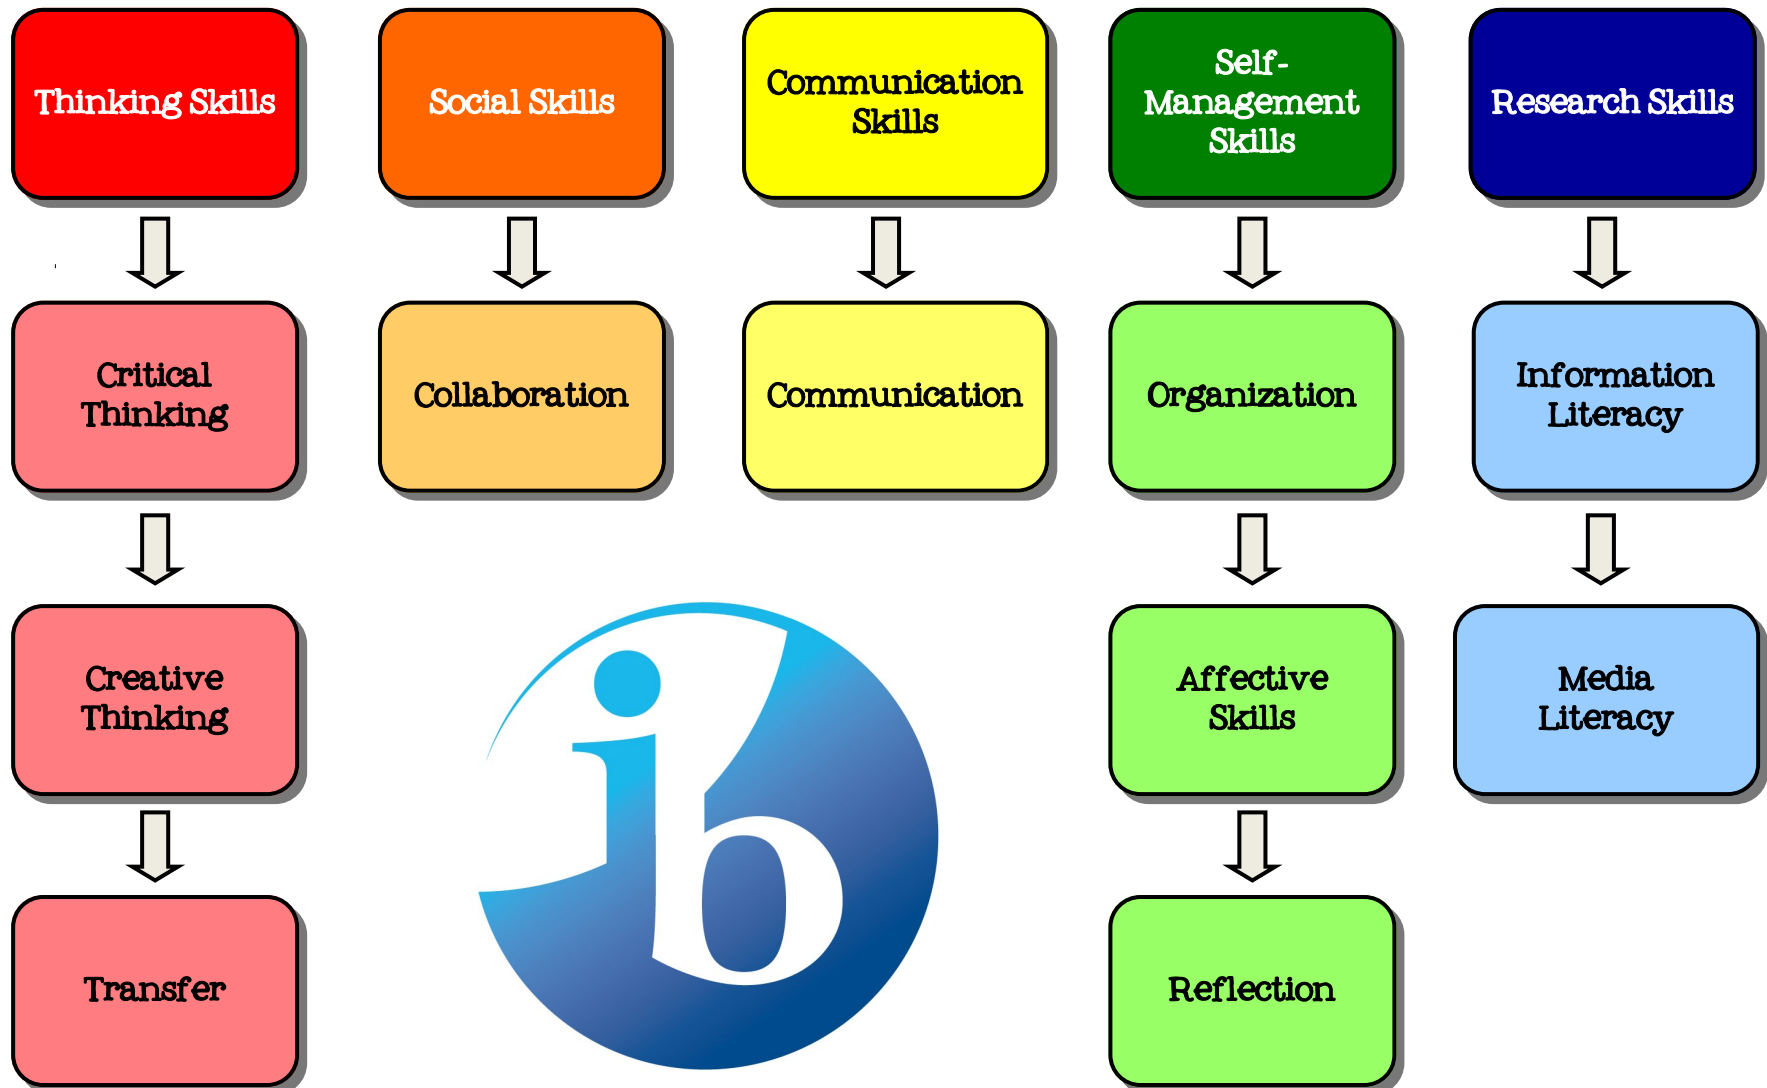 Thinking Skills
Social Skills
Communication
Skills
Self-
Management
Skills
Research Skills
Critical
Thinking
Collaboration
Communication
Organization
Information
Literacy
Creative
Thinking
Affective
Skills
Media
Literacy
Transfer
Reflection
ib